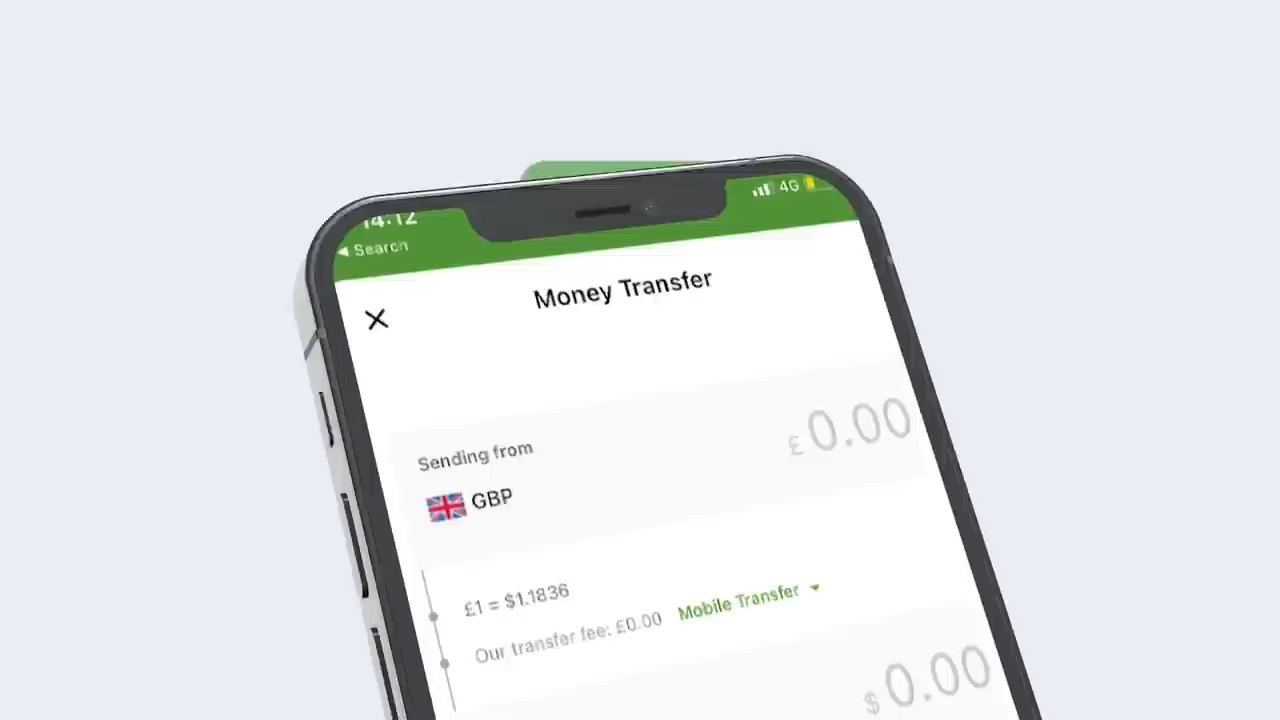 14:12
4G
◀ Search
Money Transfer
Sending from
£ 0.00
GBP
£1 = $1.1836
Our transfer fee: £0.00 Mobile Transfer
$ 0.00